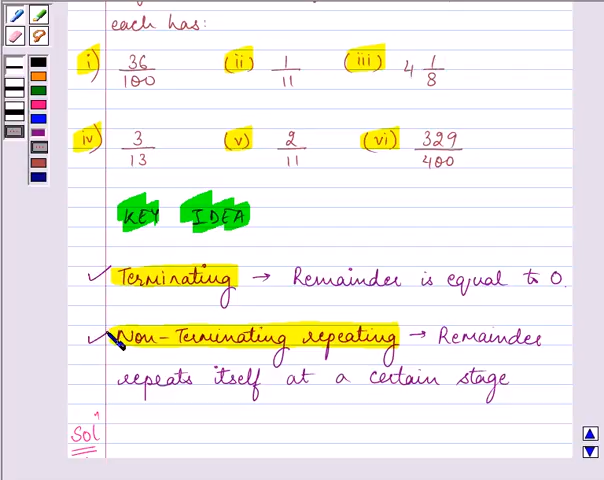 each has:
i) 36/100 (ii) 1/11 (iii) 4 1/8
iv) 3/13 (v) 2/11 (vi) 329/400
KEY IDEA
Terminating → Remainder is equal to 0.
Non-Terminating repeating → Remainder
repeats itself at a certain stage
Sol